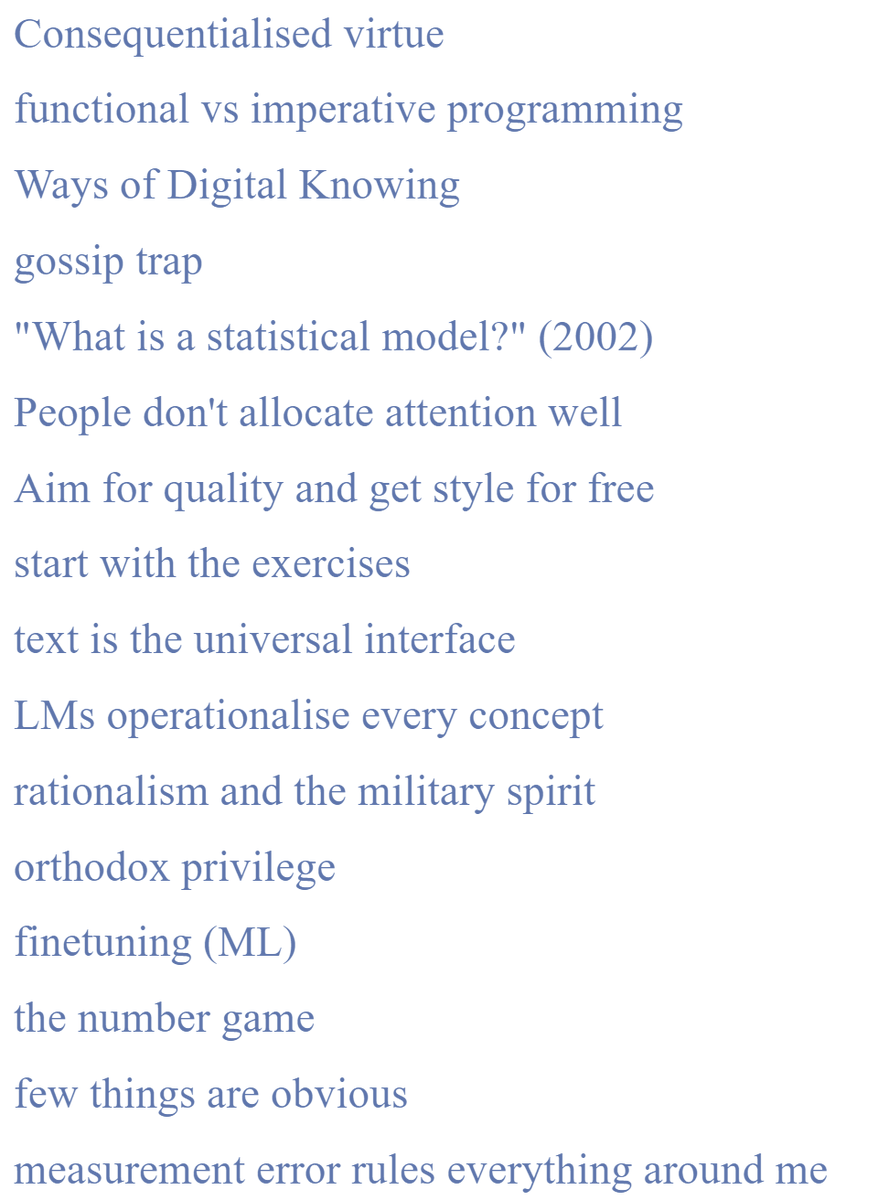 Consequentialised virtue
functional vs imperative programming
Ways of Digital Knowing
gossip trap
"What is a statistical model?" (2002)
People don't allocate attention well
Aim for quality and get style for free
start with the exercises
text is the universal interface
LMs operationalise every concept
rationalism and the military spirit
orthodox privilege
finetuning (ML)
the number game
few things are obvious
measurement error rules everything around me